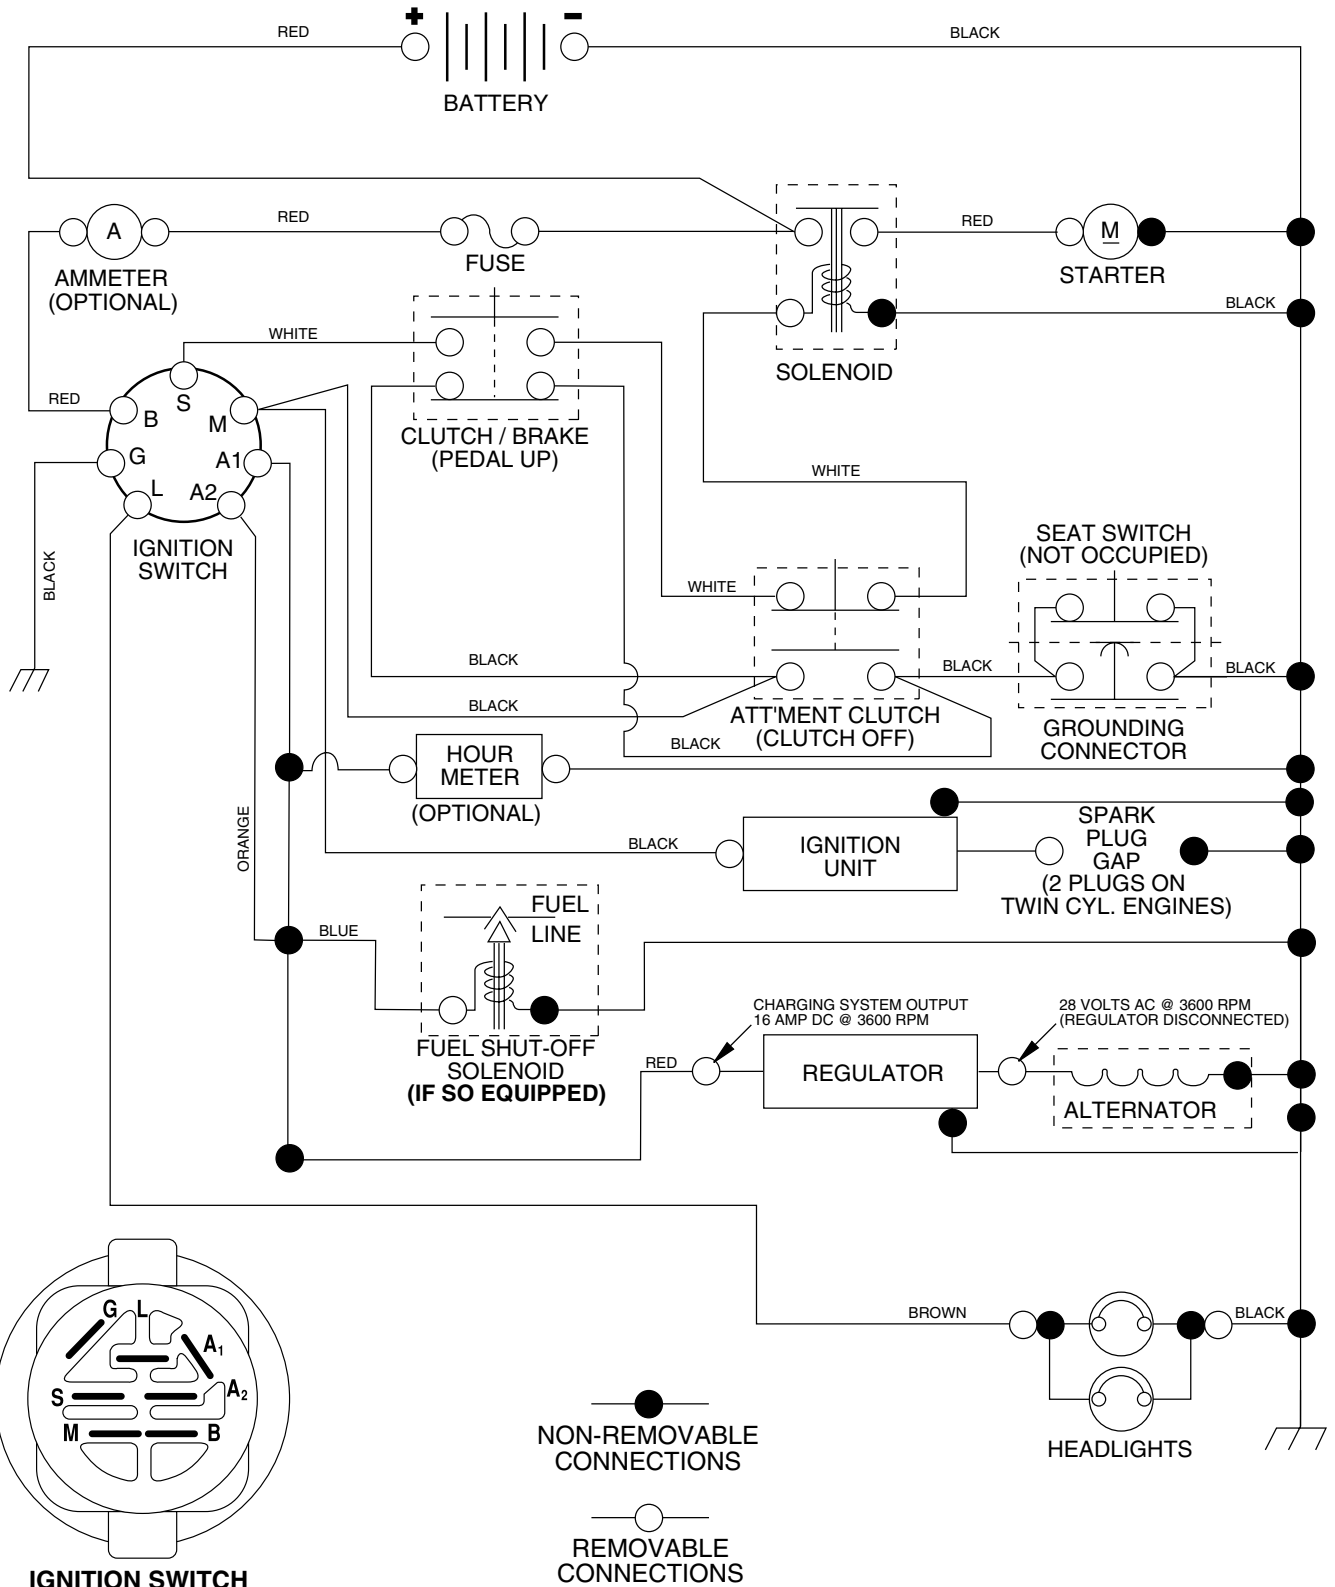 + -
RED
BLACK
BATTERY
A
RED
RED
M
AMMETER
(OPTIONAL)
FUSE
STARTER
BLACK
WHITE
SOLENOID
RED
S
B
M
CLUTCH / BRAKE
(PEDAL UP)
G
A1
L
A2
WHITE
IGNITION
SWITCH
BLACK
SEAT SWITCH
(NOT OCCUPIED)
WHITE
BLACK
BLACK
BLACK
BLACK
ATT'MENT CLUTCH
(CLUTCH OFF)
BLACK
GROUNDING
CONNECTOR
HOUR
METER
(OPTIONAL)
ORANGE
BLACK
IGNITION
UNIT
SPARK
PLUG
GAP
(2 PLUGS ON
TWIN CYL. ENGINES)
BLUE
FUEL
LINE
CHARGING SYSTEM OUTPUT
16 AMP DC @ 3600 RPM
28 VOLTS AC @ 3600 RPM
(REGULATOR DISCONNECTED)
FUEL SHUT-OFF
SOLENOID
(IF SO EQUIPPED)
RED
REGULATOR
ALTERNATOR
BROWN
BLACK
HEADLIGHTS
G L
A1
S
A2
M
B
IGNITION SWITCH
NON-REMOVABLE
CONNECTIONS
REMOVABLE
CONNECTIONS